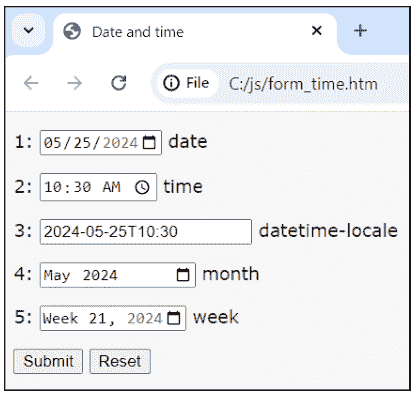 Date and time
File C:/js/form_time.htm
1: 05/25/2024 date
2: 10:30 AM time
3: 2024-05-25T10:30 datetime-locale
4: May 2024 month
5: Week 21, 2024 week
Submit Reset